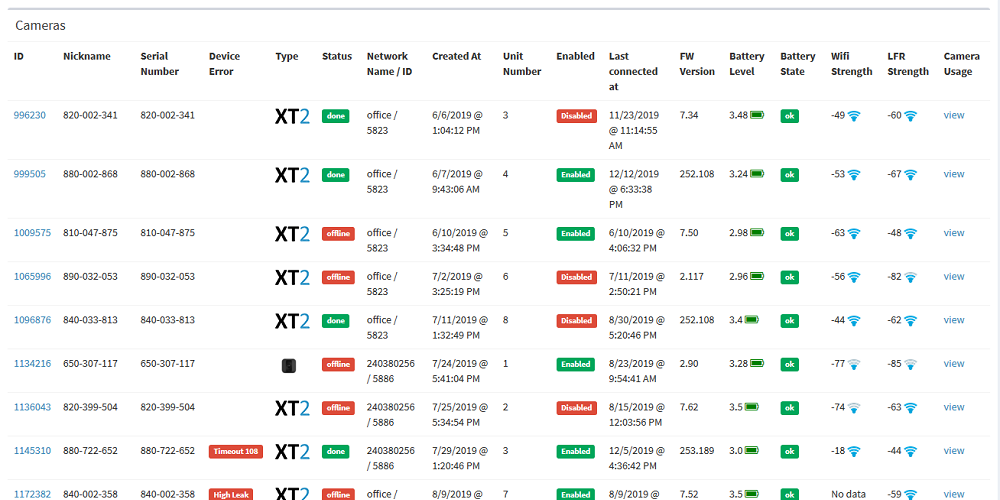 Cameras
ID Nickname Serial Number Device Error Type Status Network Name / ID Created At Unit Number Enabled Last connected at FW Version Battery Level Battery State Wifi Strength LFR Strength Camera Usage
996230 820-002-341 820-002-341 XT2 done office / 5823 6/6/2019 @ 1:04:12 PM 3 Disabled 11/23/2019 @ 11:14:55 AM 7.34 3.48 ok -49 -60 view
999505 880-002-868 880-002-868 XT2 done office / 5823 6/7/2019 @ 9:43:06 AM 4 Enabled 12/12/2019 @ 6:33:38 PM 252.108 3.24 ok -53 -67 view
1009575 810-047-875 810-047-875 XT2 offline office / 5823 6/10/2019 @ 3:34:48 PM 5 Enabled 6/10/2019 @ 4:06:32 PM 7.50 2.98 ok -63 -48 view
1065996 890-032-053 890-032-053 XT2 offline office / 5823 7/2/2019 @ 3:25:19 PM 6 Disabled 7/11/2019 @ 2:50:21 PM 2.117 2.96 ok -56 -82 view
1096876 840-033-813 840-033-813 XT2 done office / 5823 7/11/2019 @ 1:32:49 PM 8 Disabled 8/30/2019 @ 5:20:46 PM 252.108 3.4 ok -44 -62 view
1134216 650-307-117 650-307-117 offline 240380256 / 5886 7/24/2019 @ 5:41:04 PM 1 Enabled 8/23/2019 @ 9:54:41 AM 2.90 3.28 ok -77 -85 view
1136043 820-399-504 820-399-504 XT2 offline 240380256 / 5886 7/25/2019 @ 5:34:54 PM 2 Disabled 8/15/2019 @ 12:03:56 PM 7.62 3.5 ok -74 -63 view
1145310 880-722-652 880-722-652 Timeout 108 XT2 done 240380256 / 5886 7/29/2019 @ 1:20:46 PM 3 Enabled 12/5/2019 @ 4:36:42 PM 253.189 3.0 ok -18 -44 view
1172382 840-002-358 840-002-358 High Leak XT2 offline office / 8/9/2019 @ 7 Enabled 8/9/2019 @ 7.52 3.5 ok No data -59 view